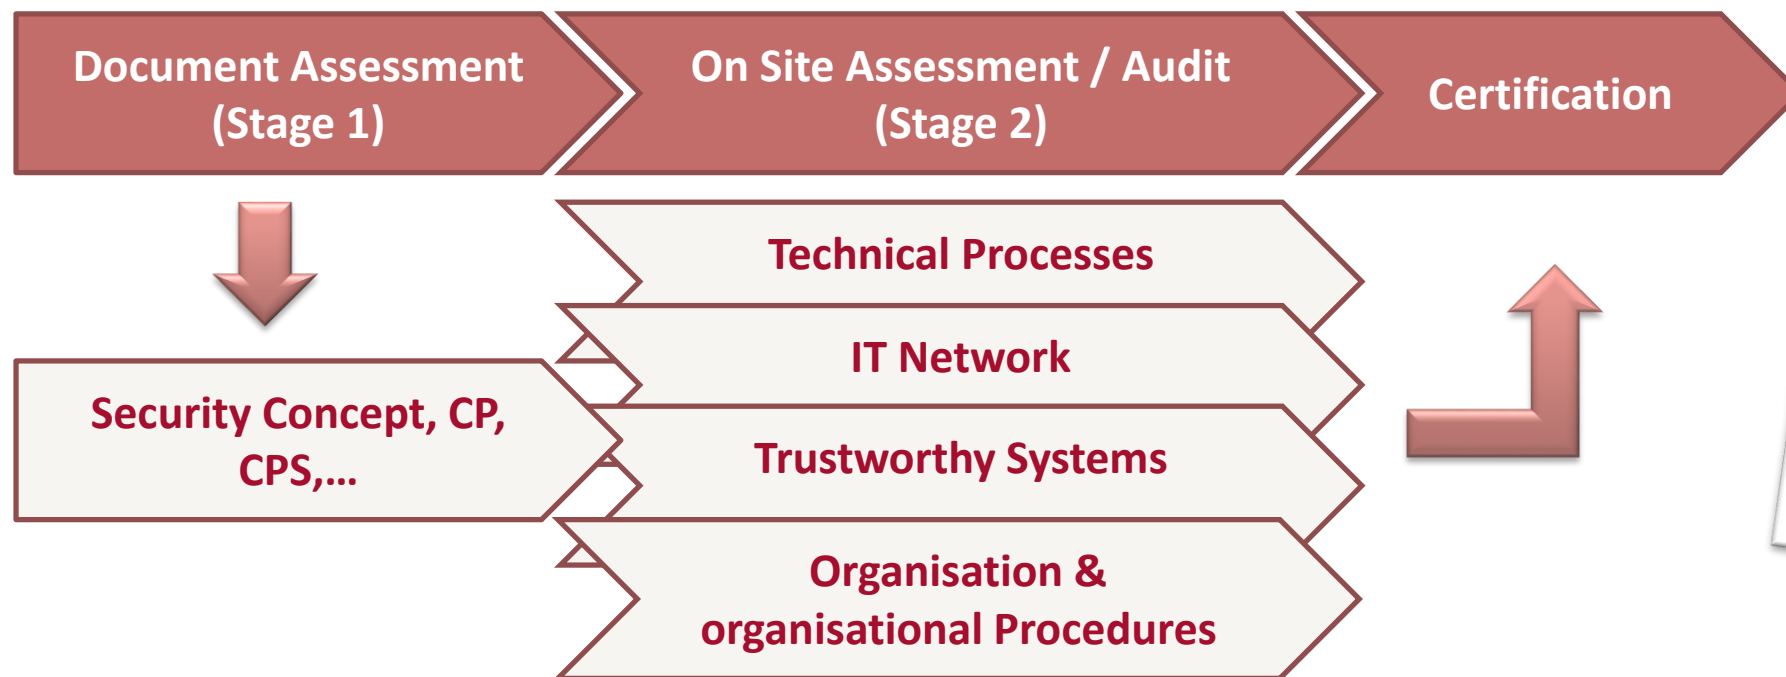 Document Assessment
(Stage 1)
On Site Assessment / Audit
(Stage 2)
Certification
Technical Processes
IT Network
Security Concept, CP,
CPS,...
Trustworthy Systems
Organisation &
organisational Procedures